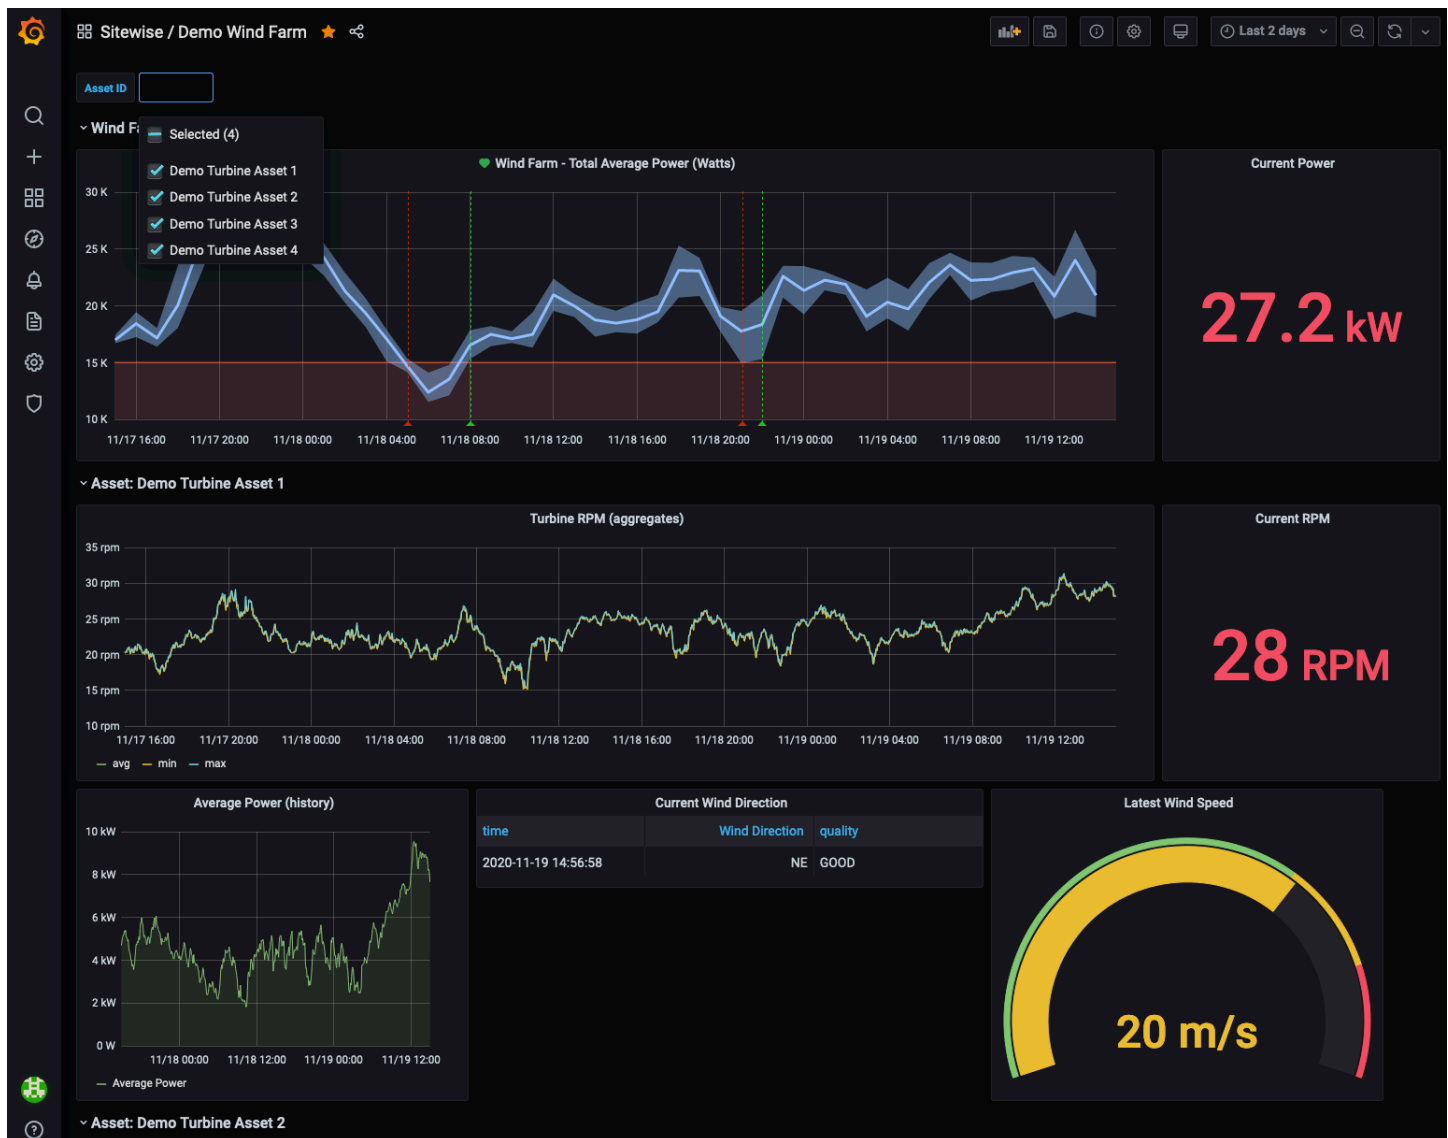 Sitewise / Demo Wind Farm
Last 2 days
Asset ID
Wind Fa
Selected (4)
Demo Turbine Asset 1
Demo Turbine Asset 2
Demo Turbine Asset 3
Demo Turbine Asset 4
Wind Farm - Total Average Power (Watts)
30 K
25 K
20 K
15 K
10 K
11/17 16:00 11/17 20:00 11/18 00:00 11/18 04:00 11/18 08:00 11/18 12:00 11/18 16:00 11/18 20:00 11/19 00:00 11/19 04:00 11/19 08:00 11/19 12:00
Current Power
27.2 kW
Asset: Demo Turbine Asset 1
Turbine RPM (aggregates)
35 rpm
30 rpm
25 rpm
20 rpm
15 rpm
10 rpm
11/17 16:00 11/17 20:00 11/18 00:00 11/18 04:00 11/18 08:00 11/18 12:00 11/18 16:00 11/18 20:00 11/19 00:00 11/19 04:00 11/19 08:00 11/19 12:00
avg min max
Current RPM
28 RPM
Average Power (history)
10 kW
8 kW
6 kW
4 kW
2 kW
0 W
11/18 00:00 11/18 12:00 11/19 00:00 11/19 12:00
Average Power
Current Wind Direction
time Wind Direction quality
2020-11-19 14:56:58 NE GOOD
Latest Wind Speed
20 m/s
Asset: Demo Turbine Asset 2